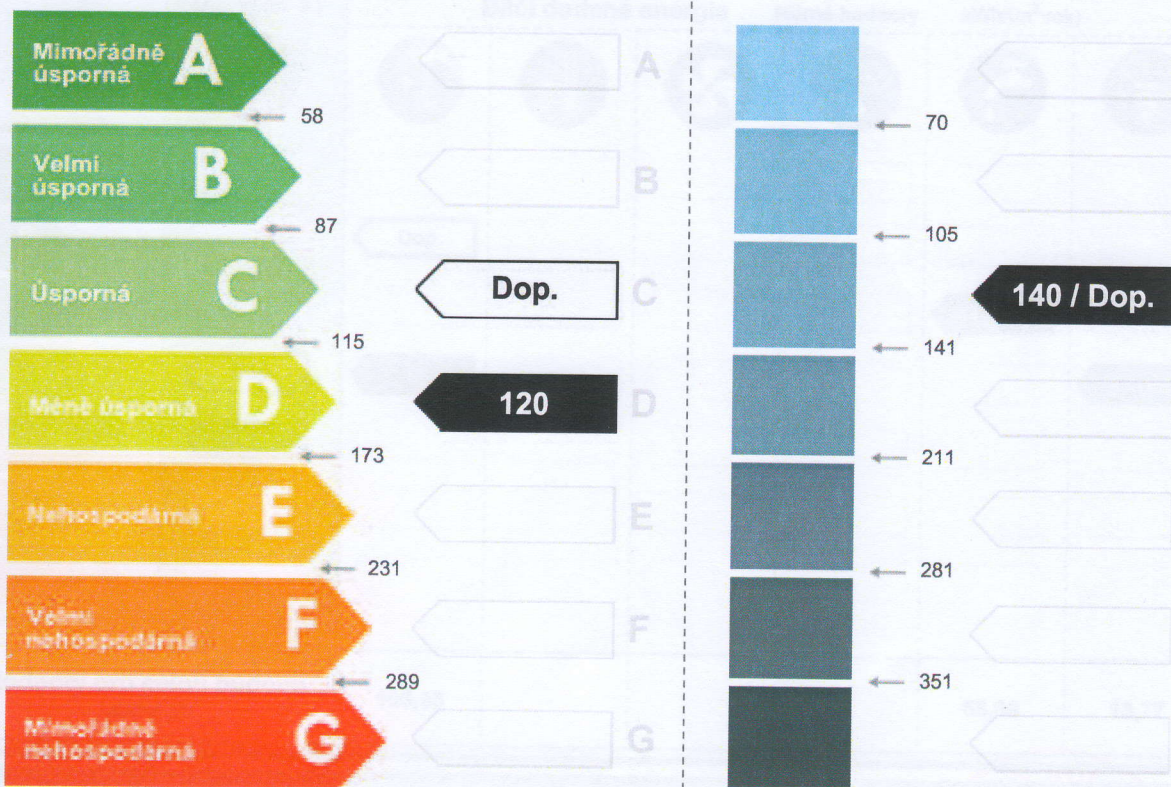 Mimořádně
úsporná
A
A
58
70
Velmi
úsporná
B
B
87
105
Úsporná
C
Dop.
C
140 / Dop.
115
141
Méně úsporná
D
120
D
173
211
Nehospodárná
E
E
231
281
Velmi
nehospodárná
F
F
289
351
Mimořádně
nehospodárná
G
G